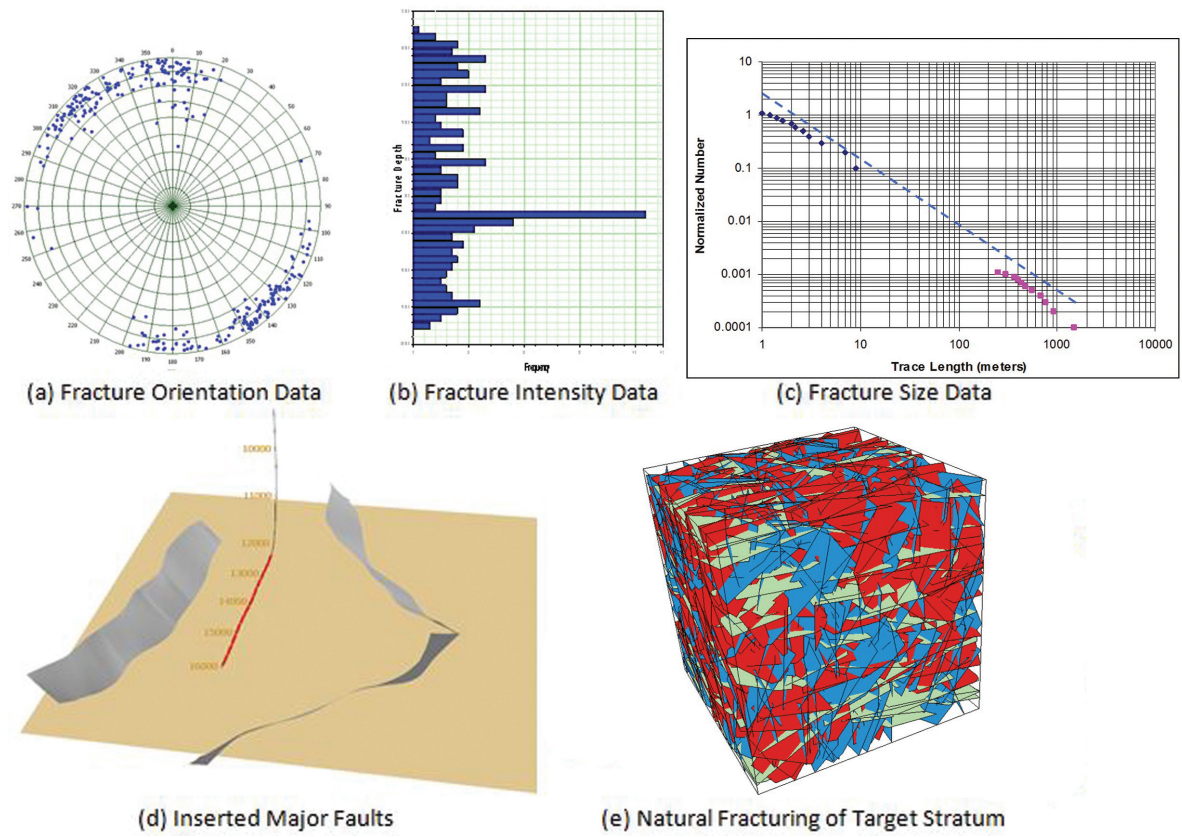 350 0 10
340 20
330 30
320 40
310 50
300 60
290 70
280 80
270 90
260 100
250 110
240 120
230 130
220 140
210 150
200 190 180 170 160
Fracture Depth
Frequency
10
1
0.1
0.01
0.001
0.0001
Normalized Number
1 10 100 1000 10000
Trace Length (meters)
(a) Fracture Orientation Data
(b) Fracture Intensity Data
(c) Fracture Size Data
10000
11000
12000
13000
14000
15000
16000
(d) Inserted Major Faults
(e) Natural Fracturing of Target Stratum